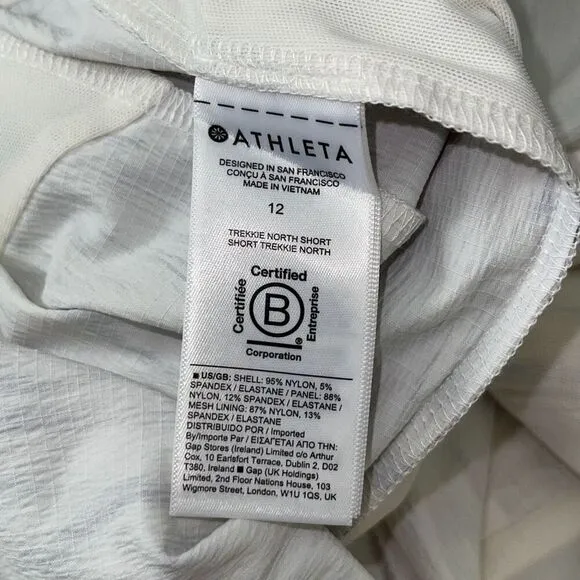 ATHLETA
DESIGNED IN SAN FRANCISCO
CONÇU À SAN FRANCISCO
MADE IN VIETNAM
12
TREKKIE NORTH SHORT
SHORT TREKKIE NORTH
Certified
Certifiée
B
®
Entreprise
Corporation
■ US/GB: SHELL: 95% NYLON, 5%
SPANDEX / ELASTANE / PANEL: 88%
NYLON, 12% SPANDEX / ELASTANE /
MESH LINING: 87% NYLON, 13%
SPANDEX / ELASTANE
DISTRIBUÉ POUR / Imported
By/Importe Par / ΕΙΣΑΓΕΤΑΙ ΑΠΟ ΤΗΝ:
Gap Stores (Ireland) Limited c/o Arthur
Cox, 10 Earlsfort Terrace, Dublin 2, D02
T380, Ireland ■ Gap (UK Holdings)
Limited, 2nd Floor Nations House, 103
Wigmore Street, London, W1U 1QS, UK